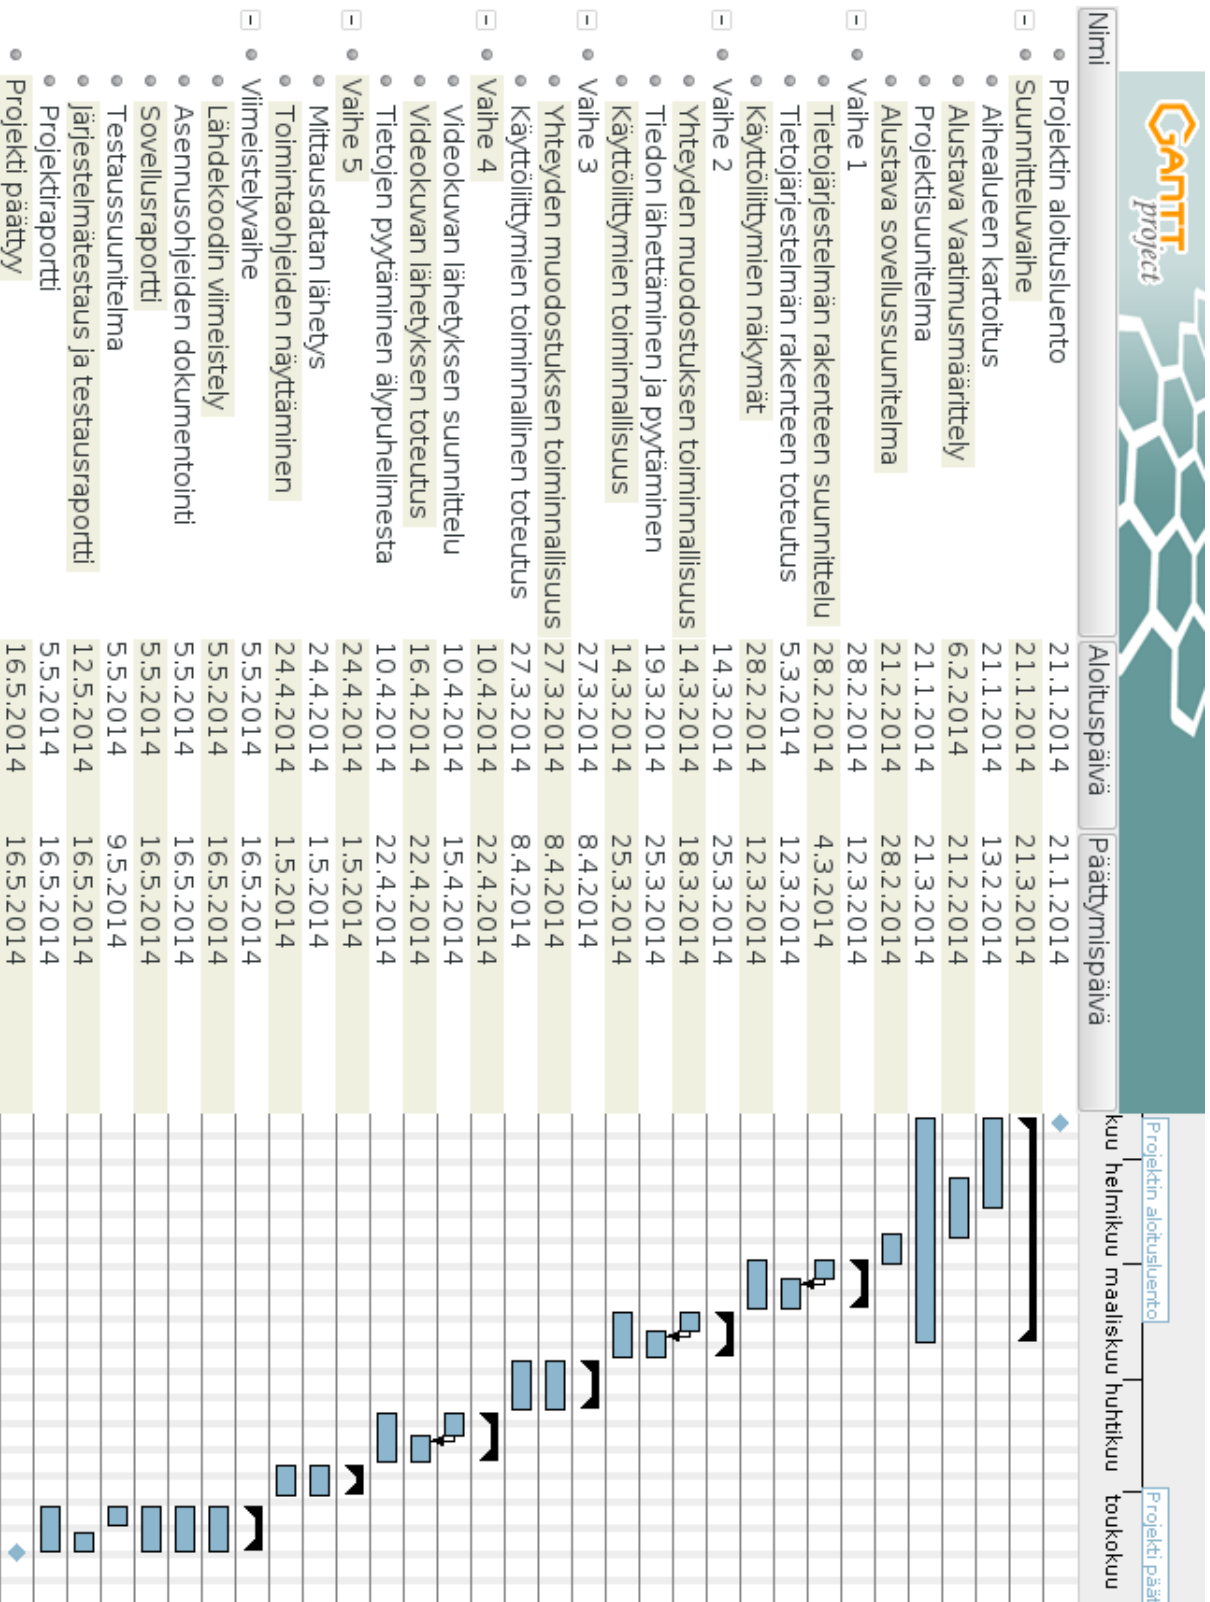 GANTT
project
Nimi Aloituspäivä Päättymispäivä
Projektin aloitusluento 21.1.2014 21.1.2014
Suunnitteluvaihe 21.1.2014 21.3.2014
Aihealueen kartoitus 21.1.2014 13.2.2014
Alustava Vaatimusmäärittely 6.2.2014 21.2.2014
Projektisuunitelma 21.1.2014 21.3.2014
Alustava sovellussuunitelma 21.2.2014 28.2.2014
Vaihe 1 28.2.2014 12.3.2014
Tietojärjestelmän rakenteen suunnittelu 28.2.2014 4.3.2014
Tietojärjestelmän rakenteen toteutus 5.3.2014 12.3.2014
Käyttöliittymien näkymät 28.2.2014 12.3.2014
Vaihe 2 14.3.2014 25.3.2014
Yhteyden muodostuksen toiminnallisuus 14.3.2014 18.3.2014
Tiedon lähettäminen ja pyytäminen 19.3.2014 25.3.2014
Käyttöliittymien toiminnallisuus 14.3.2014 25.3.2014
Vaihe 3 27.3.2014 8.4.2014
Yhteyden muodostuksen toiminnallisuus 27.3.2014 8.4.2014
Käyttöliittymien toiminnallinen toteutus 27.3.2014 8.4.2014
Vaihe 4 10.4.2014 22.4.2014
Videokuvan lähetyksen suunnittelu 10.4.2014 15.4.2014
Videokuvan lähetyksen toteutus 16.4.2014 22.4.2014
Tietojen pyytäminen älypuhelimesta 10.4.2014 22.4.2014
Vaihe 5 24.4.2014 1.5.2014
Mittausdatan lähetys 24.4.2014 1.5.2014
Toimintaohjeiden näyttäminen 24.4.2014 1.5.2014
Viimeistelyvaihe 5.5.2014 16.5.2014
Lähdekoodin viimeistely 5.5.2014 16.5.2014
Asennusohjeiden dokumentointi 5.5.2014 16.5.2014
Sovellusraportti 5.5.2014 16.5.2014
Testaussuunitelma 5.5.2014 9.5.2014
Järjestelmätestaus ja testausraportti 12.5.2014 16.5.2014
Projektiraportti 5.5.2014 16.5.2014
Projekti päättyy 16.5.2014 16.5.2014
Projektin aloitusluento Projekti päät
kuu helmikuu maaliskuu huhtikuu toukokuu